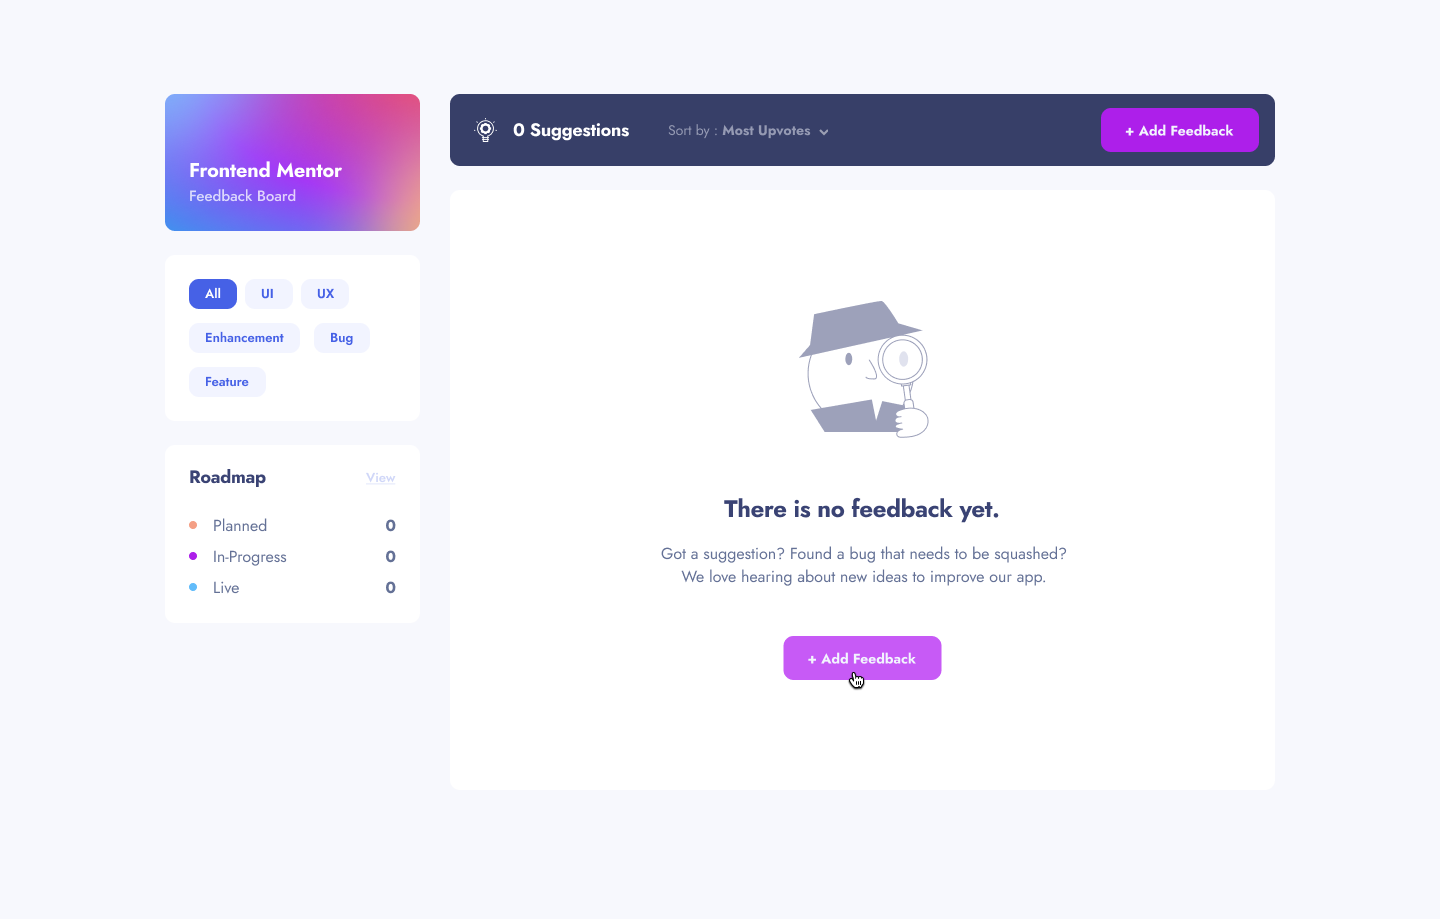 Frontend Mentor
Feedback Board
All
UI
UX
Enhancement
Bug
Feature
Roadmap
View
Planned
0
In-Progress
0
Live
0
0 Suggestions
Sort by : Most Upvotes
+ Add Feedback
There is no feedback yet.
Got a suggestion? Found a bug that needs to be squashed?
We love hearing about new ideas to improve our app.
+ Add Feedback